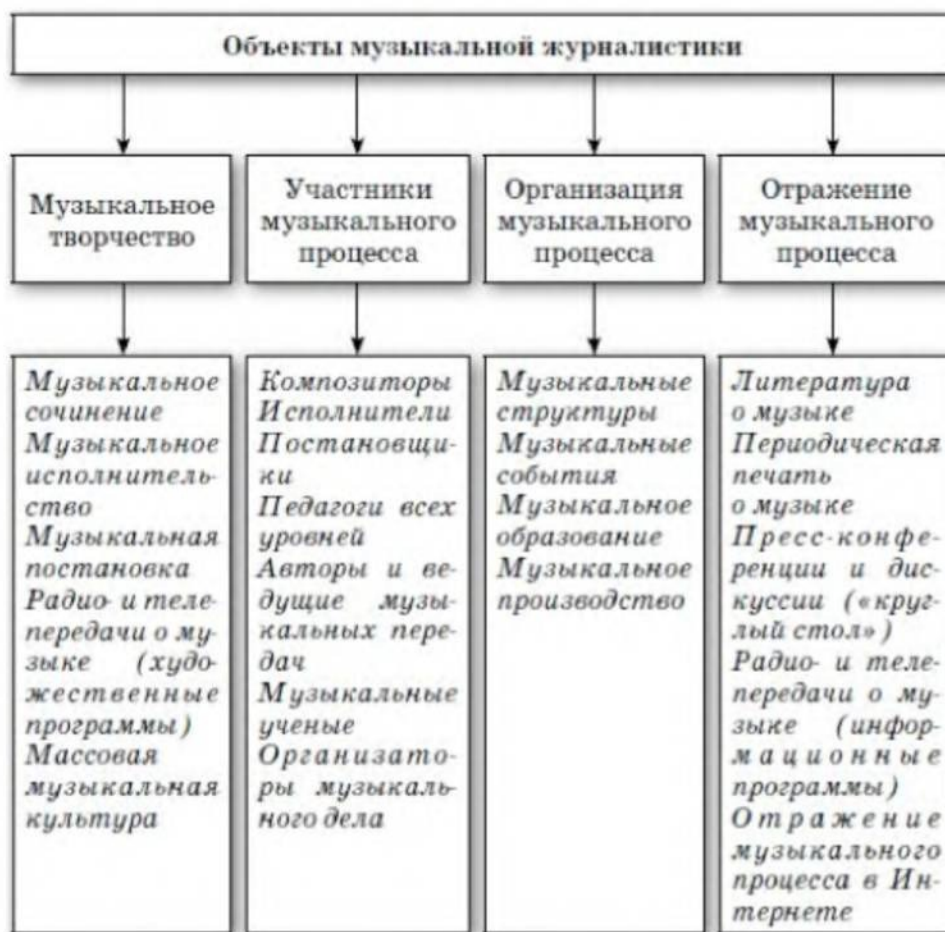 Объекты музыкальной журналистики
Музыкальное
творчество
Участники
музыкального
процесса
Организация
музыкального
процесса
Отражение
музыкального
процесса
Музыкальное
сочинение
Музыкальное
исполнитель-
ство
Музыкальная
постановка
Радио- и теле-
передачи о му-
зыке (худо-
жественные
программы)
Массовая
музыкальная
культура
Композиторы
Исполнители
Постановщи-
ки
Педагоги всех
уровней
Авторы и ве-
дущие музы-
кальных пере-
дач
Музыкальные
ученые
Организато-
ры музыкаль-
ного дела
Музыкальные
структуры
Музыкальные
события
Музыкальное
образование
Музыкальное
производство
Литература
о музыке
Периодическая
печать
о музыке
Пресс-конфе-
ренции и дис-
куссии («круг-
лый стол»)
Радио- и теле-
передачи о му-
зыке (инфор-
мационные
программы)
Отражение
музыкального
процесса в Ин-
тернете